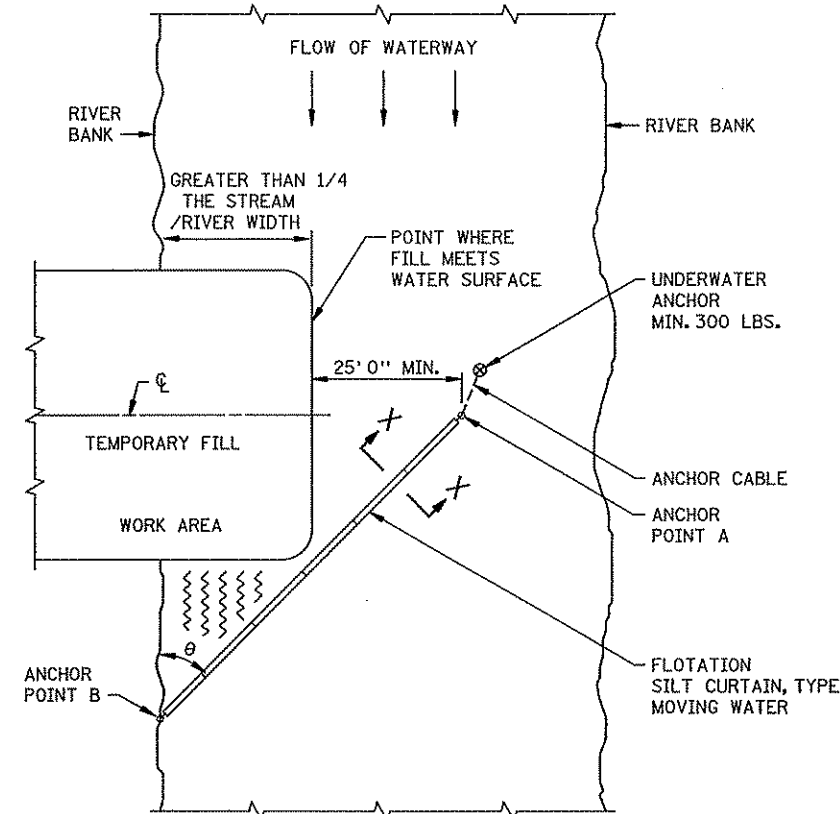 FLOW OF WATERWAY
RIVER
BANK
RIVER BANK
GREATER THAN 1/4
THE STREAM
/RIVER WIDTH
POINT WHERE
FILL MEETS
WATER SURFACE
UNDERWATER
ANCHOR
MIN. 300 LBS.
25'0" MIN.
℄
X
TEMPORARY FILL
X
ANCHOR CABLE
WORK AREA
ANCHOR
POINT A
θ
ANCHOR
POINT B
FLOTATION
SILT CURTAIN, TYPE
MOVING WATER